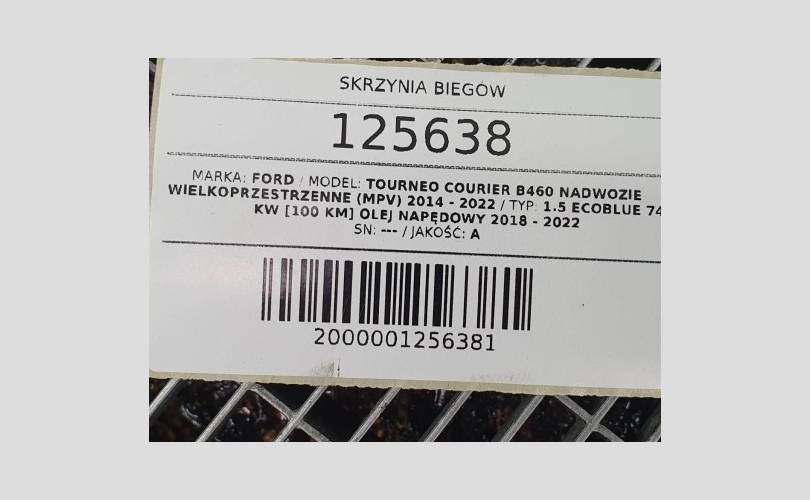 SKRZYNIA BIEGÓW
125638
MARKA: FORD / MODEL: TOURNEO COURIER B460 NADWOZIE
WIELKOPRZESTRZENNE (MPV) 2014 - 2022 / TYP: 1.5 ECOBLUE 74
KW [100 KM] OLEJ NAPĘDOWY 2018 - 2022
SN: --- / JAKOŚĆ: A
2000001256381